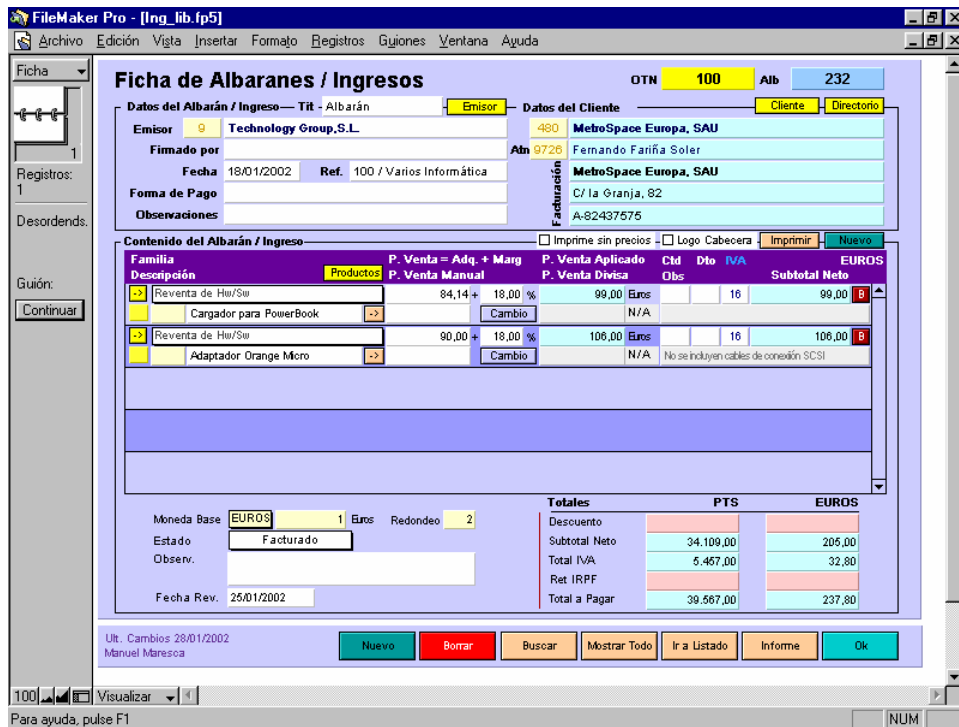 FileMaker Pro - [Ing_lib.fp5]
Archivo Edición Vista Insertar Formato Registros Guiones Ventana Ayuda
Ficha
1
Registros:
1
Desordends.
Guión:
Continuar
Ficha de Albaranes / Ingresos
OTN 100 Alb 232
Datos del Albarán / Ingreso Tit - Albarán Emisor
Emisor 9 Technology Group,S.L.
Firmado por
Fecha 18/01/2002 Ref. 100 / Varios Informática
Forma de Pago
Observaciones
Datos del Cliente Cliente Directorio
480 MetroSpace Europa, SAU
Atn 9726 Fernando Fariña Soler
Facturación
MetroSpace Europa, SAU
C/ la Granja, 82
A-82437575
Contenido del Albarán / Ingreso Imprime sin precios Logo Cabecera Imprimir Nuevo
Familia P. Venta = Adq. + Marg P. Venta Aplicado Ctd Dto IVA EUROS
Descripción Productos P. Venta Manual P. Venta Divisa Obs Subtotal Neto
-> Reventa de Hw/Sw 84,14 + 18,00 % 99,00 Euros 16 99,00 B
Cargador para PowerBook -> Cambio N/A
-> Reventa de Hw/Sw 90,00 + 18,00 % 106,00 Euros 16 106,00 B
Adaptador Orange Micro -> Cambio N/A No se incluyen cables de conexión SCSI
Moneda Base EUROS 1 Euros Redondeo 2
Estado Facturado
Observ.
Fecha Rev. 25/01/2002
Totales PTS EUROS
Descuento
Subtotal Neto 34.109,00 205,00
Total IVA 5.457,00 32,80
Ret IRPF
Total a Pagar 39.567,00 237,80
Ult. Cambios 28/01/2002
Manuel Maresca
Nuevo Borrar Buscar Mostrar Todo Ir a Listado Informe Ok
100 Visualizar
Para ayuda, pulse F1 NUM